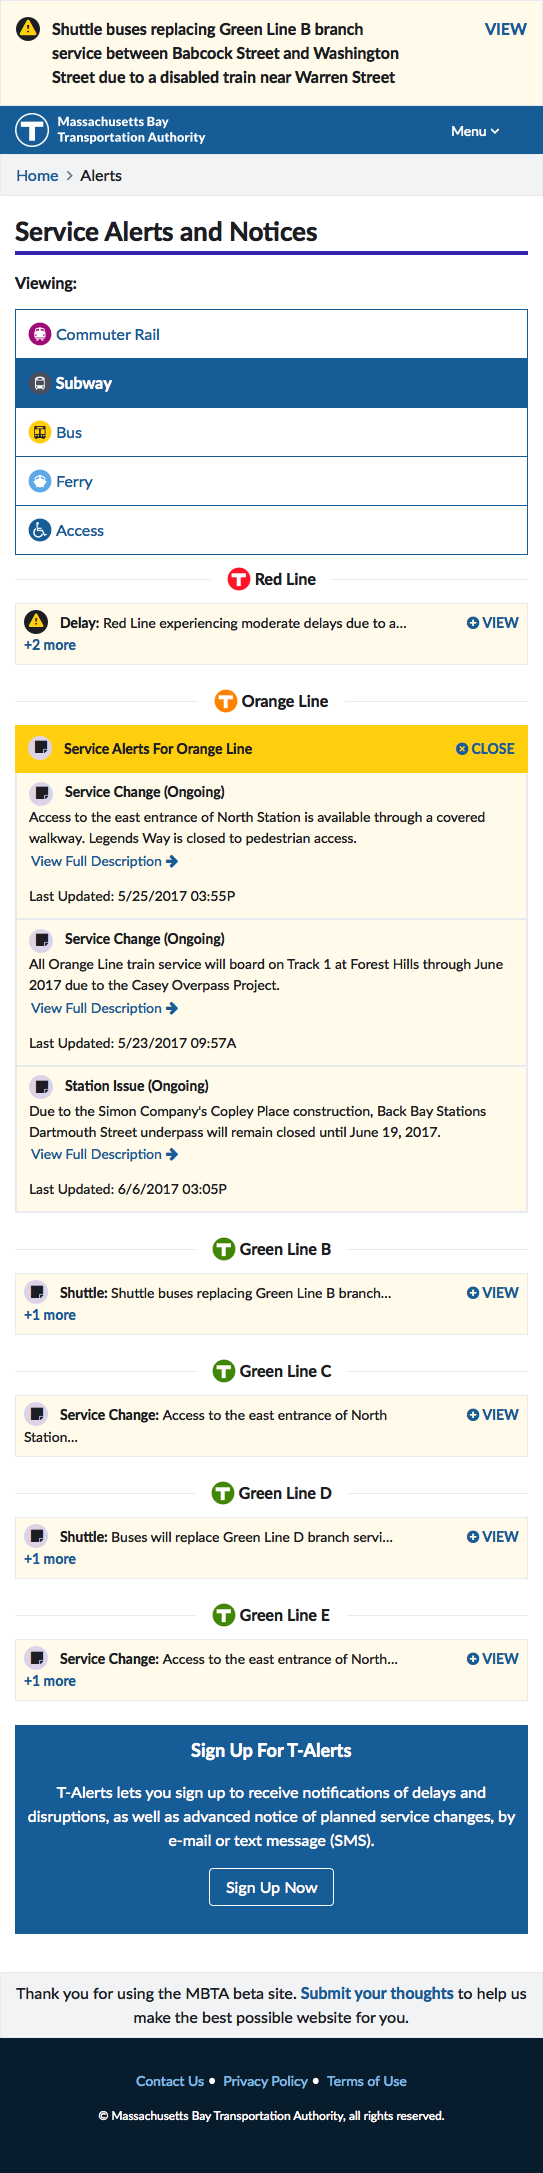 Shuttle buses replacing Green Line B branch
service between Babcock Street and Washington
Street due to a disabled train near Warren Street
VIEW
T
Massachusetts Bay
Transportation Authority
Menu
Home > Alerts
Service Alerts and Notices
Viewing:
Commuter Rail
Subway
Bus
Ferry
Access
T Red Line
Delay: Red Line experiencing moderate delays due to a...
VIEW
+2 more
T Orange Line
Service Alerts For Orange Line
CLOSE
Service Change (Ongoing)
Access to the east entrance of North Station is available through a covered
walkway. Legends Way is closed to pedestrian access.
View Full Description
Last Updated: 5/25/2017 03:55P
Service Change (Ongoing)
All Orange Line train service will board on Track 1 at Forest Hills through June
2017 due to the Casey Overpass Project.
View Full Description
Last Updated: 5/23/2017 09:57A
Station Issue (Ongoing)
Due to the Simon Company's Copley Place construction, Back Bay Stations
Dartmouth Street underpass will remain closed until June 19, 2017.
View Full Description
Last Updated: 6/6/2017 03:05P
T Green Line B
Shuttle: Shuttle buses replacing Green Line B branch...
VIEW
+1 more
T Green Line C
Service Change: Access to the east entrance of North
Station...
VIEW
T Green Line D
Shuttle: Buses will replace Green Line D branch servi...
VIEW
+1 more
T Green Line E
Service Change: Access to the east entrance of North...
VIEW
+1 more
Sign Up For T-Alerts
T-Alerts lets you sign up to receive notifications of delays and
disruptions, as well as advanced notice of planned service changes, by
e-mail or text message (SMS).
Sign Up Now
Thank you for using the MBTA beta site. Submit your thoughts to help us
make the best possible website for you.
Contact Us • Privacy Policy • Terms of Use
© Massachusetts Bay Transportation Authority, all rights reserved.